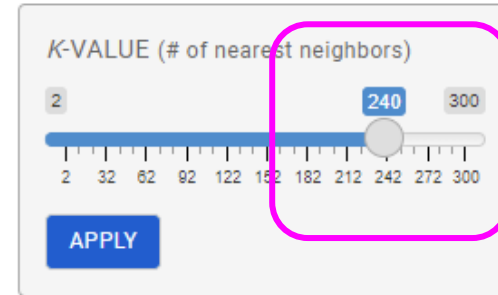 K-VALUE (# of nearest neighbors)
2 240 300
2 32 62 92 122 152 182 212 242 272 300
APPLY